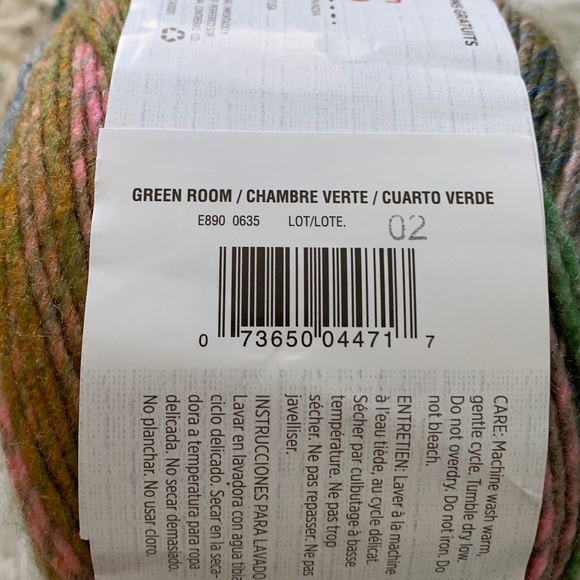 GRATUITS
GREEN ROOM / CHAMBRE VERTE / CUARTO VERDE
E890 0635 LOT/LOTE. 02
0 73650 04471 7
CARE: Machine wash warm,
gentle cycle. Tumble dry low.
Do not overdry. Do not iron. Do
not bleach.
ENTRETIEN: Laver à la machine
à l'eau tiède, au cycle délicat.
Sécher par culbutage à basse
température. Ne pas trop
sécher. Ne pas repasser. Ne pas
javelliser.
INSTRUCCIONES PARA LAVADO
Lavar en lavadora con agua tibia
ciclo delicado. Secar en la seca-
dora a temperatura para ropa
delicada. No secar demasiado.
No planchar. No usar cloro.